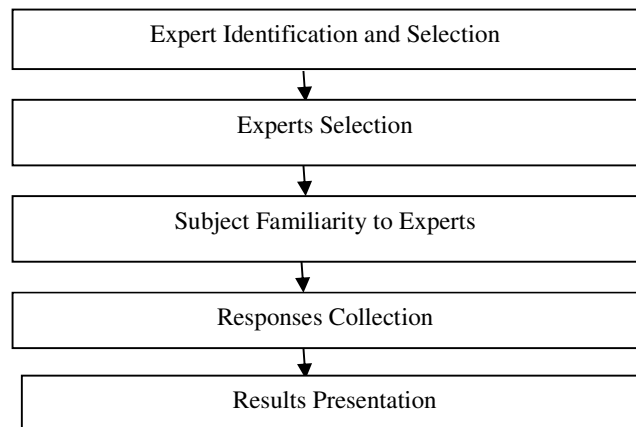 Expert Identification and Selection
Experts Selection
Subject Familiarity to Experts
Responses Collection
Results Presentation